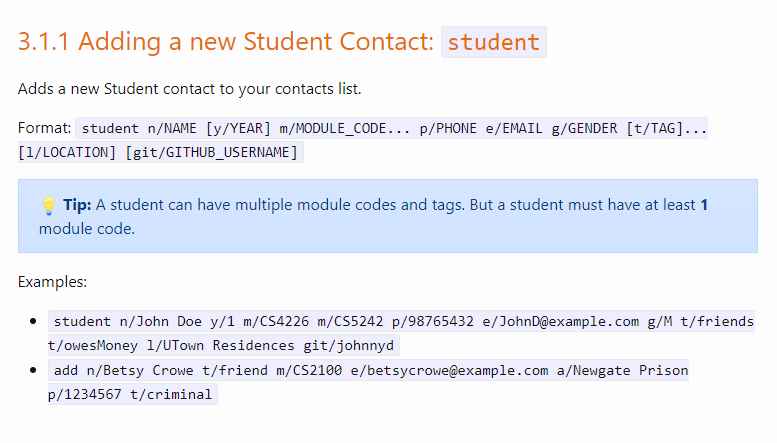 3.1.1 Adding a new Student Contact: student
Adds a new Student contact to your contacts list.
Format: student n/NAME [y/YEAR] m/MODULE_CODE... p/PHONE e/EMAIL g/GENDER [t/TAG]...
[l/LOCATION] [git/GITHUB_USERNAME]
💡 Tip: A student can have multiple module codes and tags. But a student must have at least 1
module code.
Examples:
• student n/John Doe y/1 m/CS4226 m/CS5242 p/98765432 e/JohnD@example.com g/M t/friends
t/owesMoney l/UTown Residences git/johnnyd
• add n/Betsy Crowe t/friend m/CS2100 e/betsycrowe@example.com a/Newgate Prison
p/1234567 t/criminal